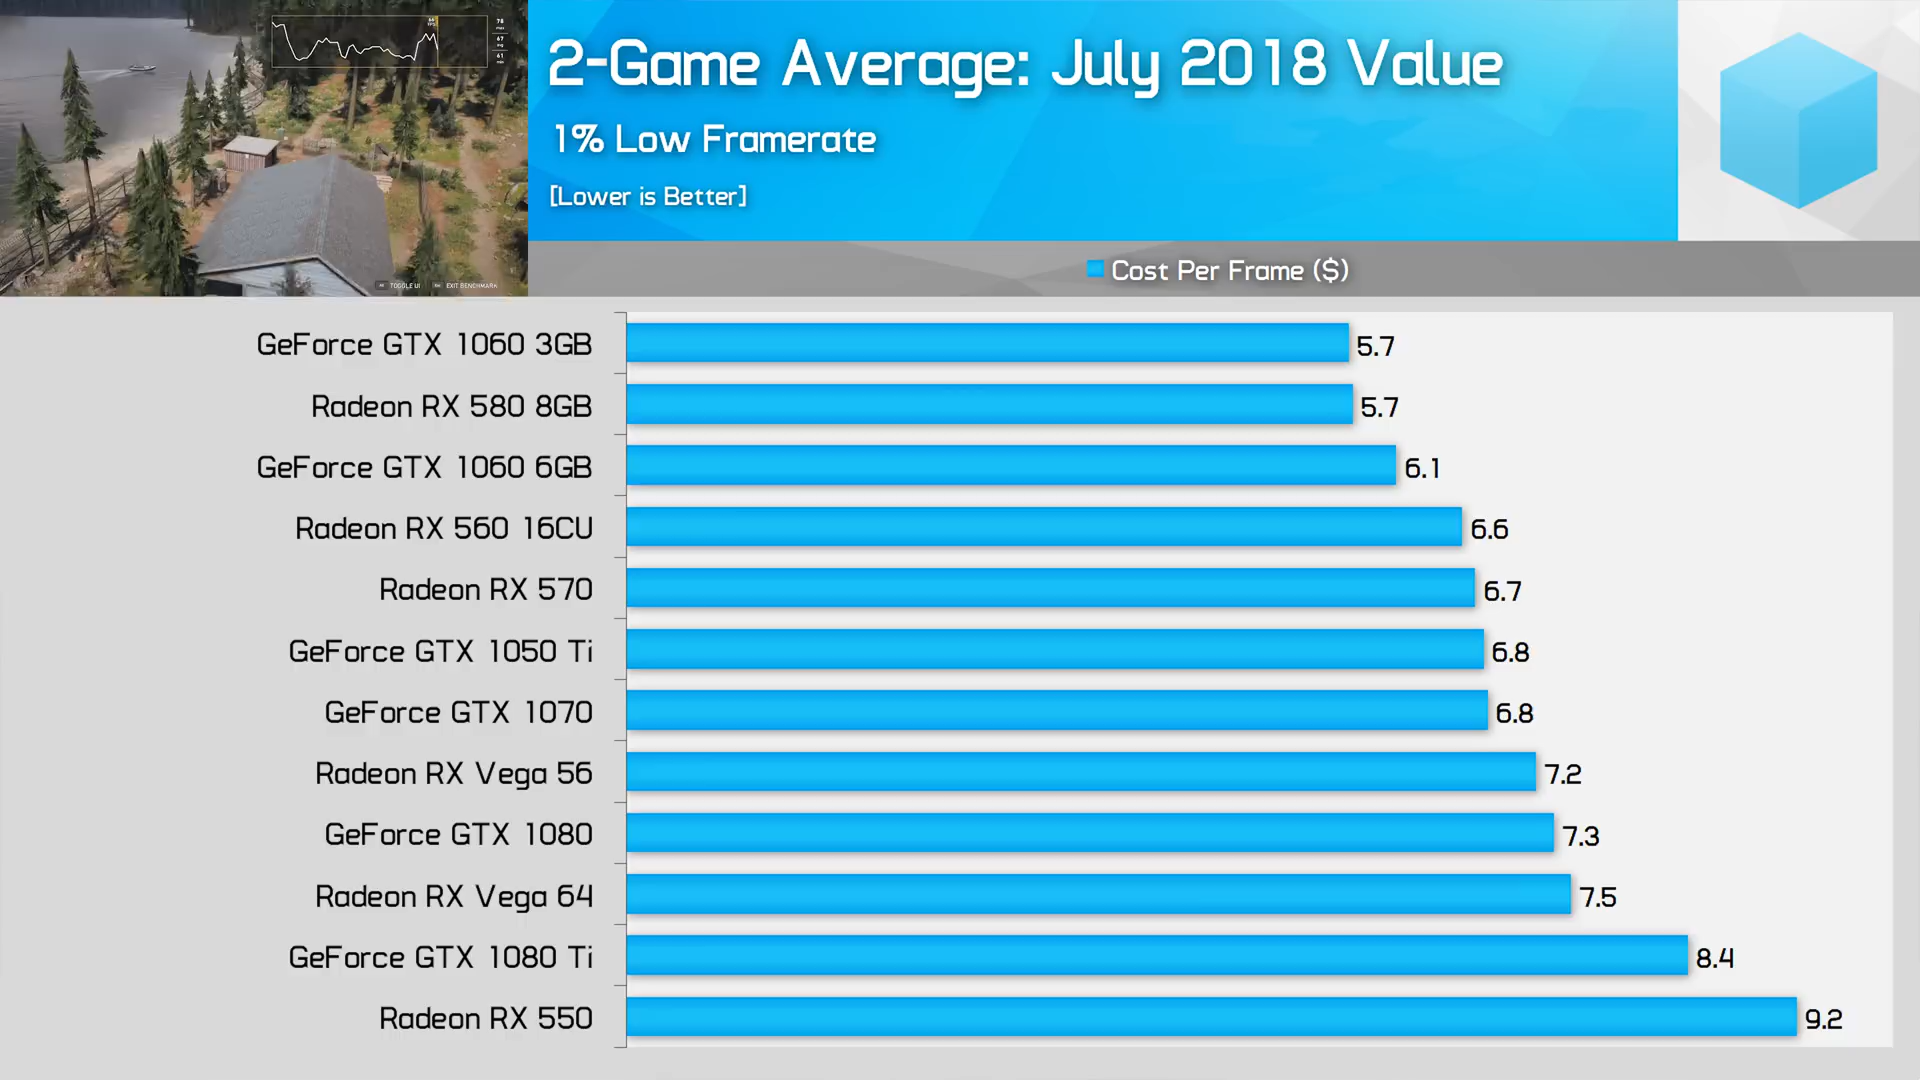 2-Game Average: July 2018 Value
1% Low Framerate
[Lower is Better]
TOGGLE UI
EXIT BENCHMARK
Cost Per Frame ($)
GeForce GTX 1060 3GB 5.7
Radeon RX 580 8GB 5.7
GeForce GTX 1060 6GB 6.1
Radeon RX 560 16CU 6.6
Radeon RX 570 6.7
GeForce GTX 1050 Ti 6.8
GeForce GTX 1070 6.8
Radeon RX Vega 56 7.2
GeForce GTX 1080 7.3
Radeon RX Vega 64 7.5
GeForce GTX 1080 Ti 8.4
Radeon RX 550 9.2